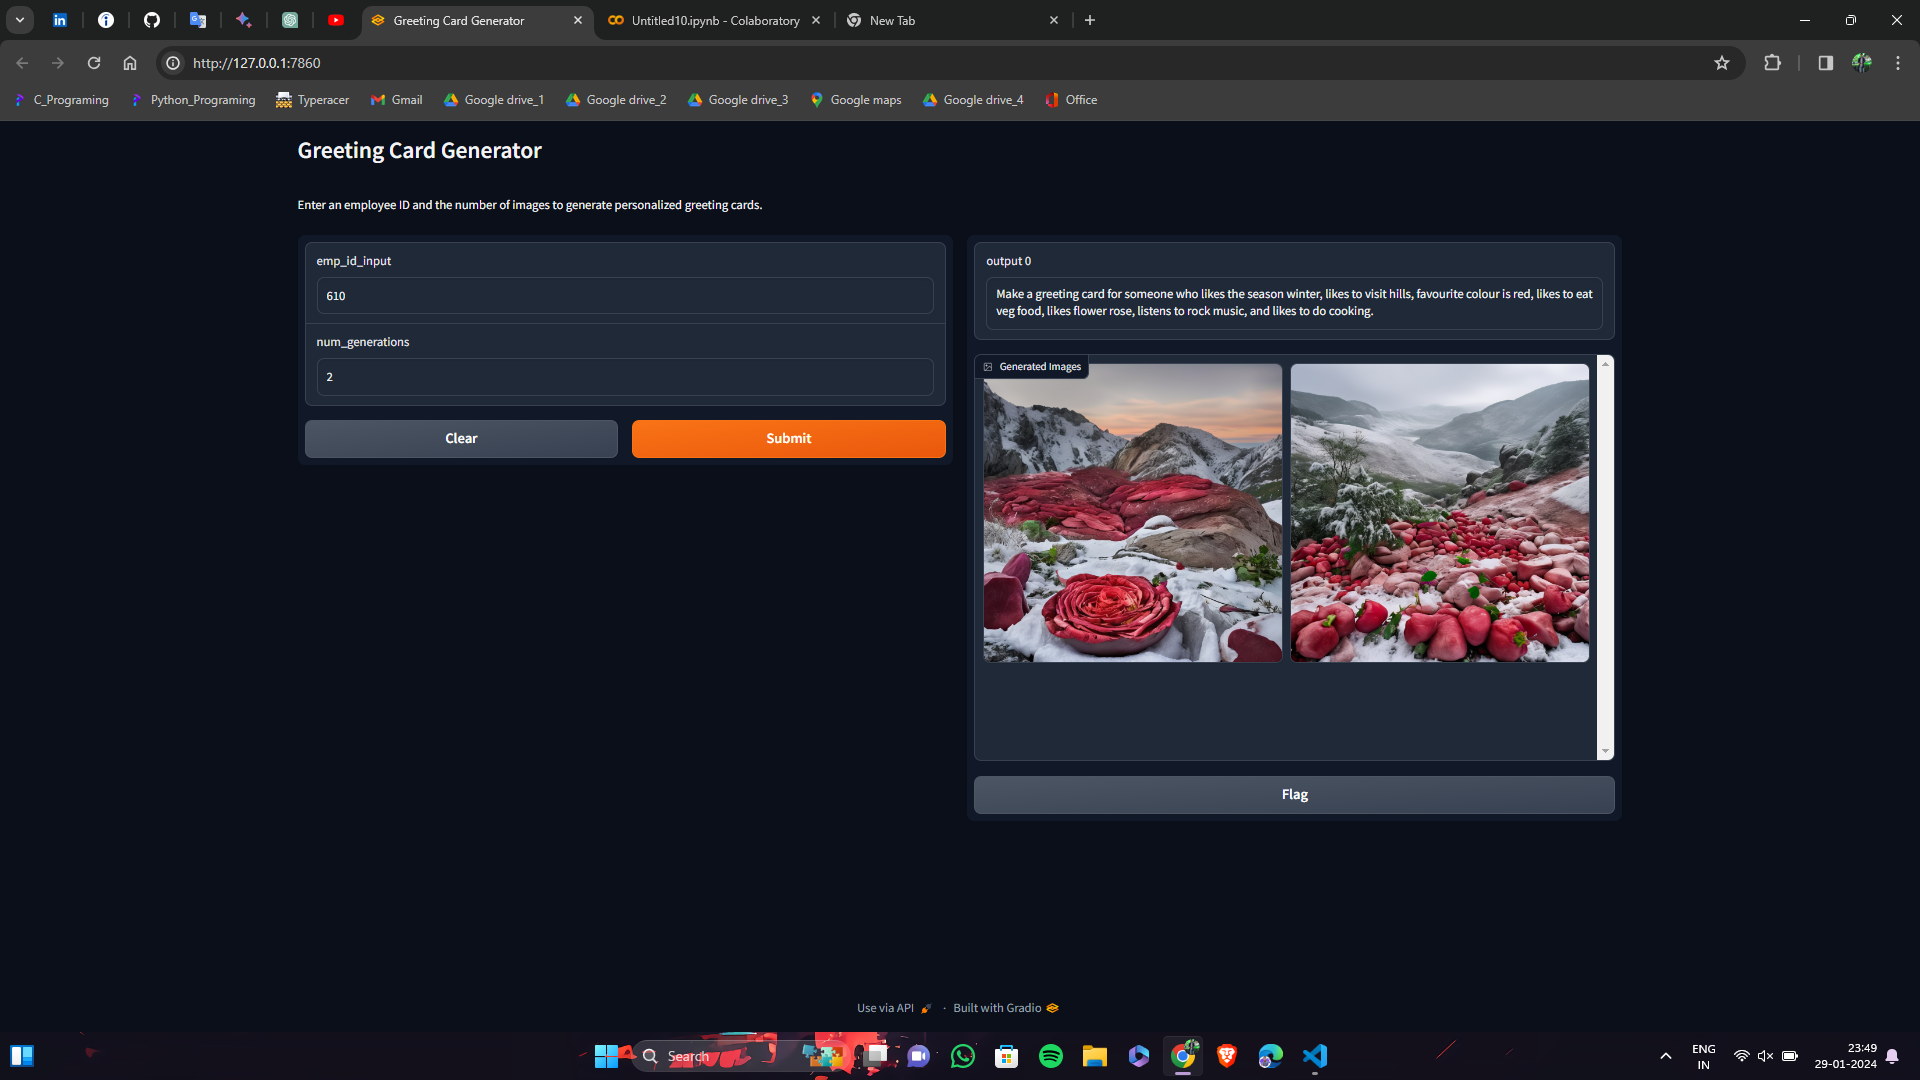 Greeting Card Generator
Untitled10.ipynb - Colaboratory
New Tab
http://127.0.0.1:7860
C_Programing
Python_Programing
Typeracer
Gmail
Google drive_1
Google drive_2
Google drive_3
Google maps
Google drive_4
Office
Greeting Card Generator
Enter an employee ID and the number of images to generate personalized greeting cards.
emp_id_input
610
num_generations
2
Clear
Submit
output 0
Make a greeting card for someone who likes the season winter, likes to visit hills, favourite colour is red, likes to eat
veg food, likes flower rose, listens to rock music, and likes to do cooking.
Generated Images
Flag
Use via API
·
Built with Gradio
Search
ENG
IN
23:49
29-01-2024